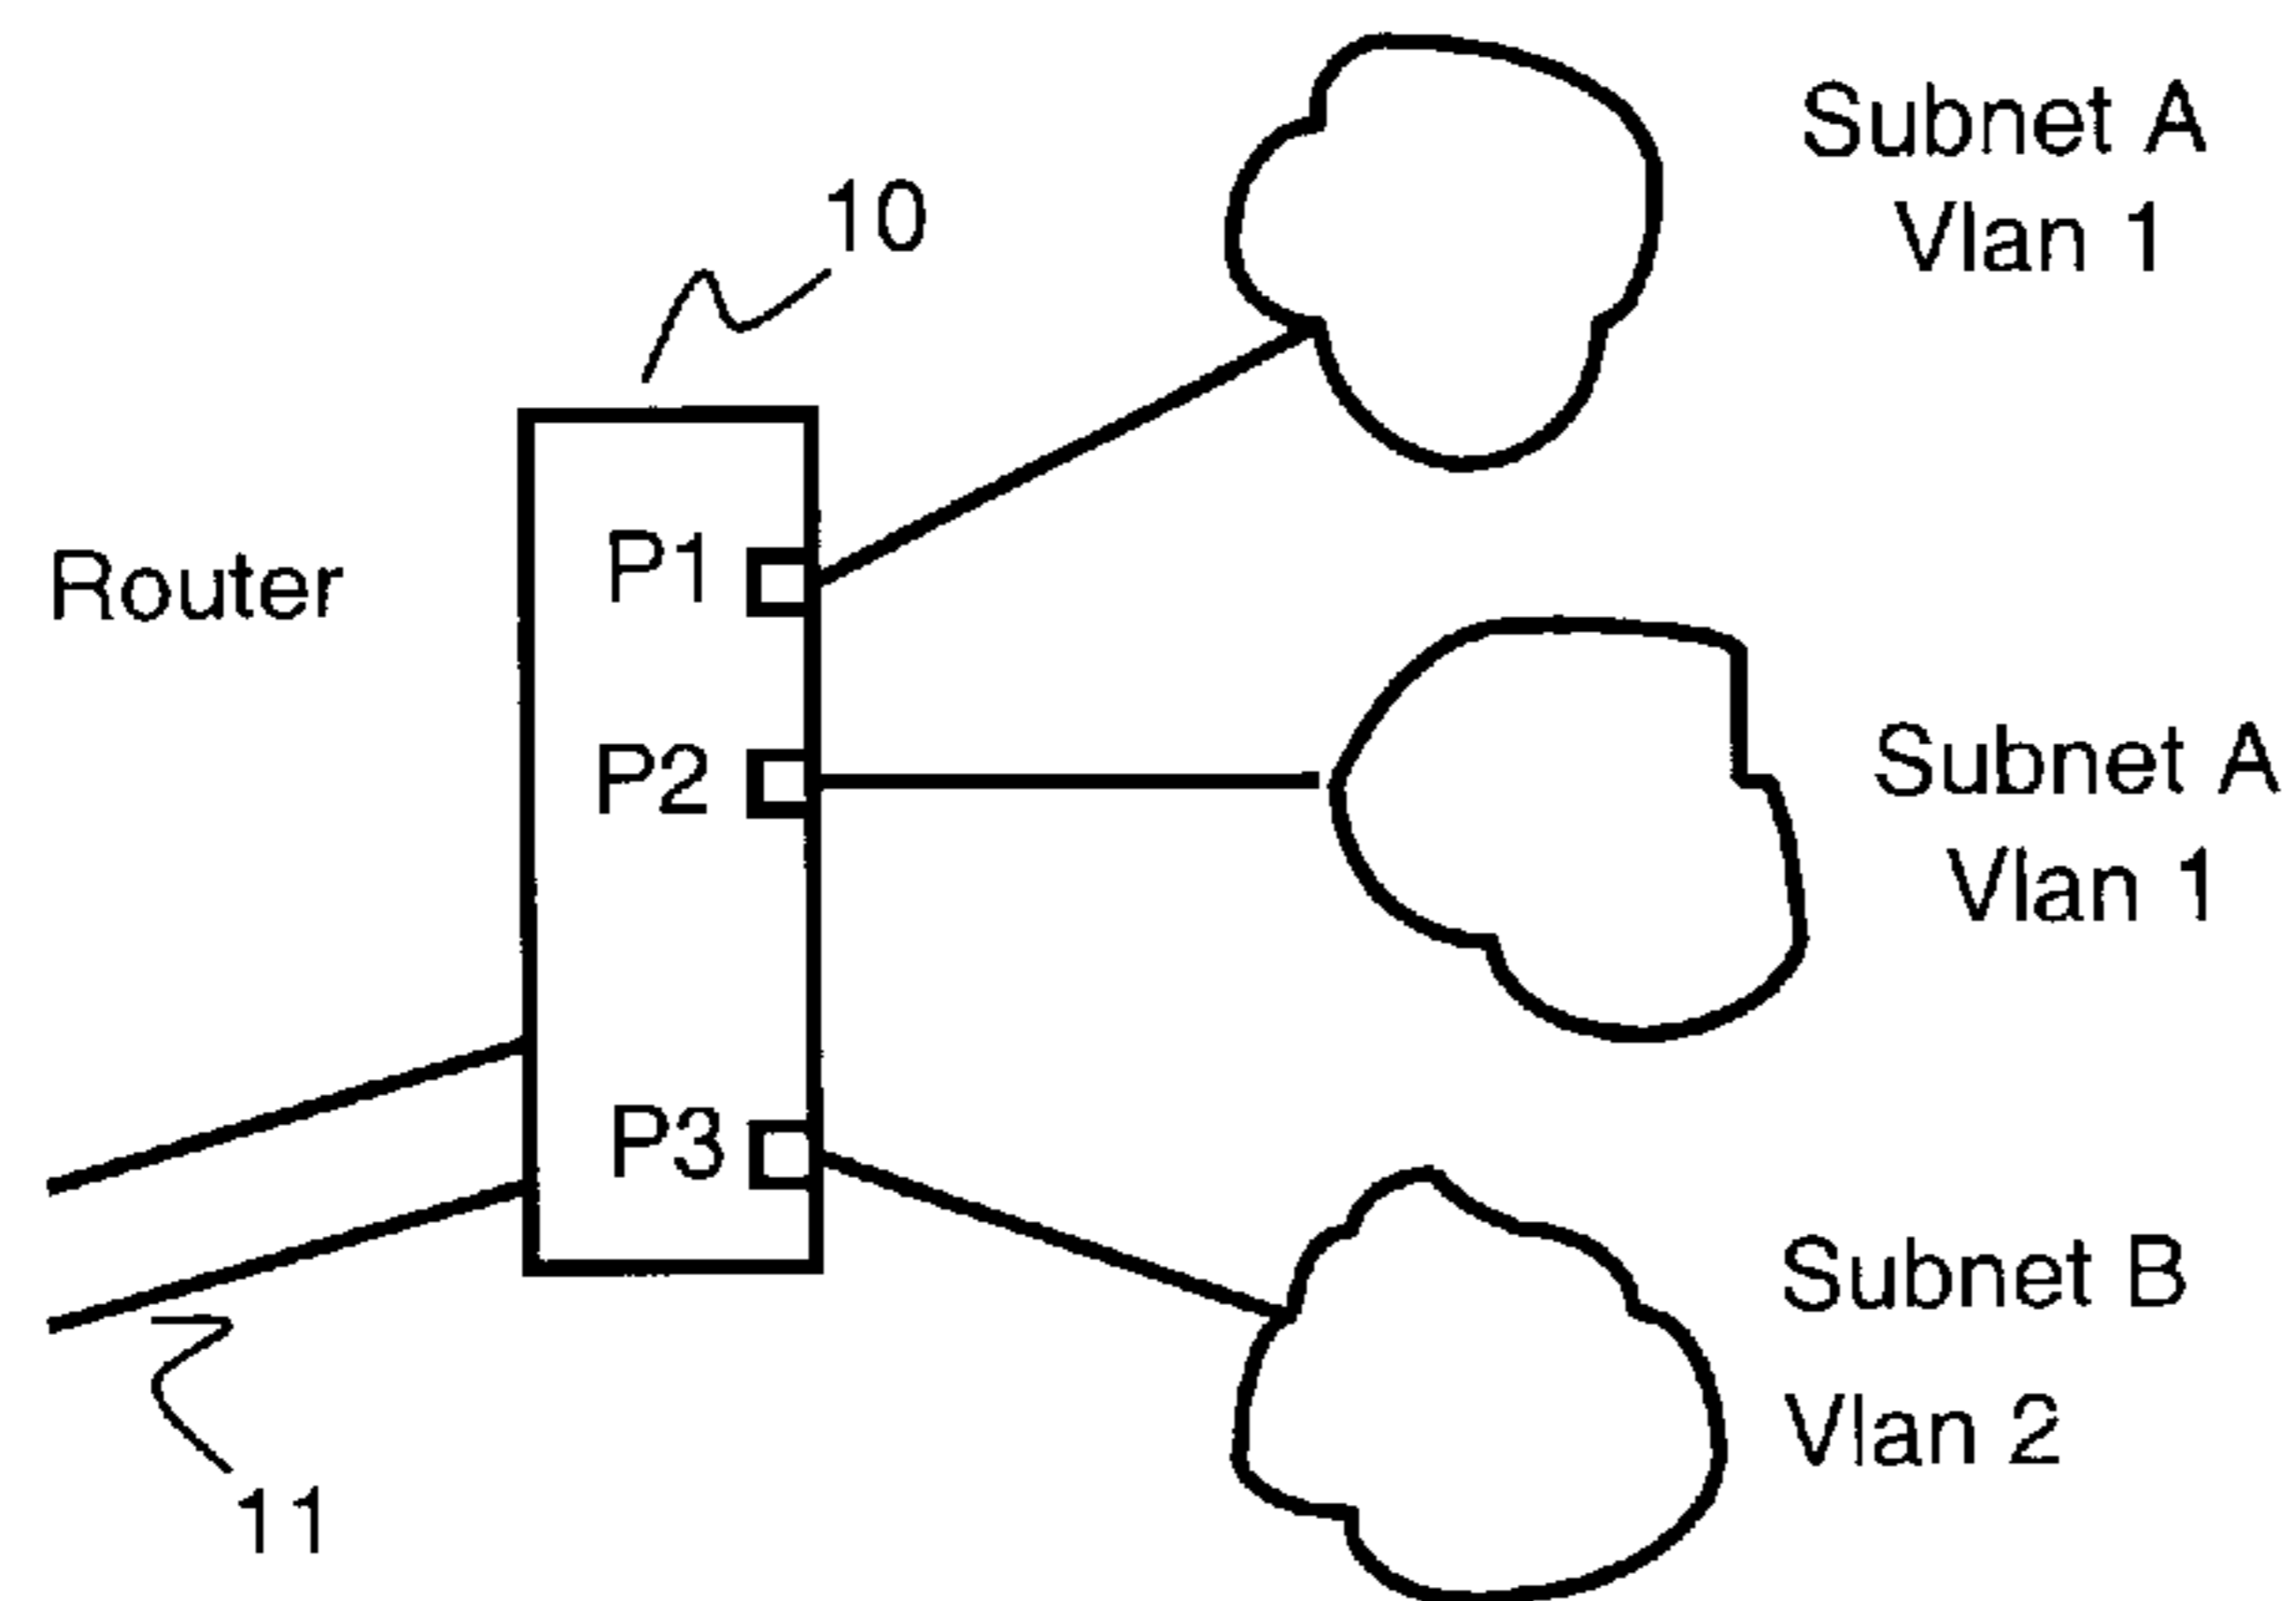 Subnet A
Vlan 1
10
Router
P1
P2
Subnet A
Vlan 1
P3
Subnet B
Vlan 2
11